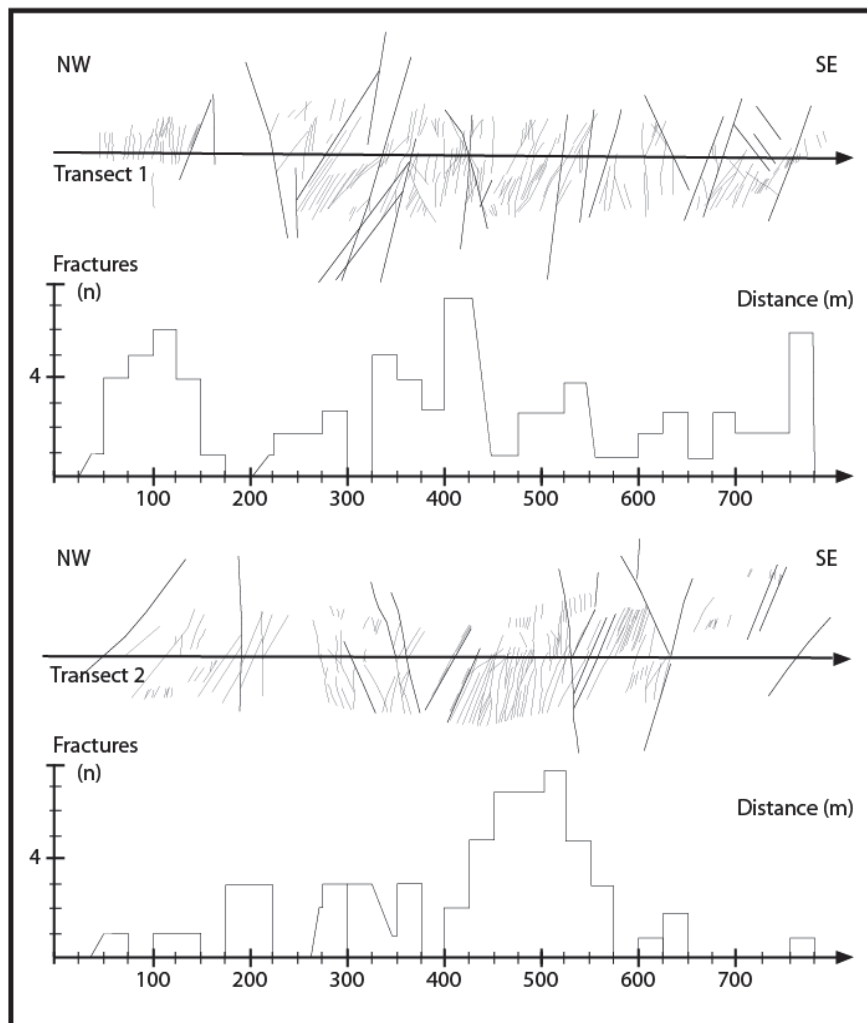 NW SE
Transect 1
Fractures
(n)
Distance (m)
4
100 200 300 400 500 600 700
NW SE
Transect 2
Fractures
(n)
Distance (m)
4
100 200 300 400 500 600 700